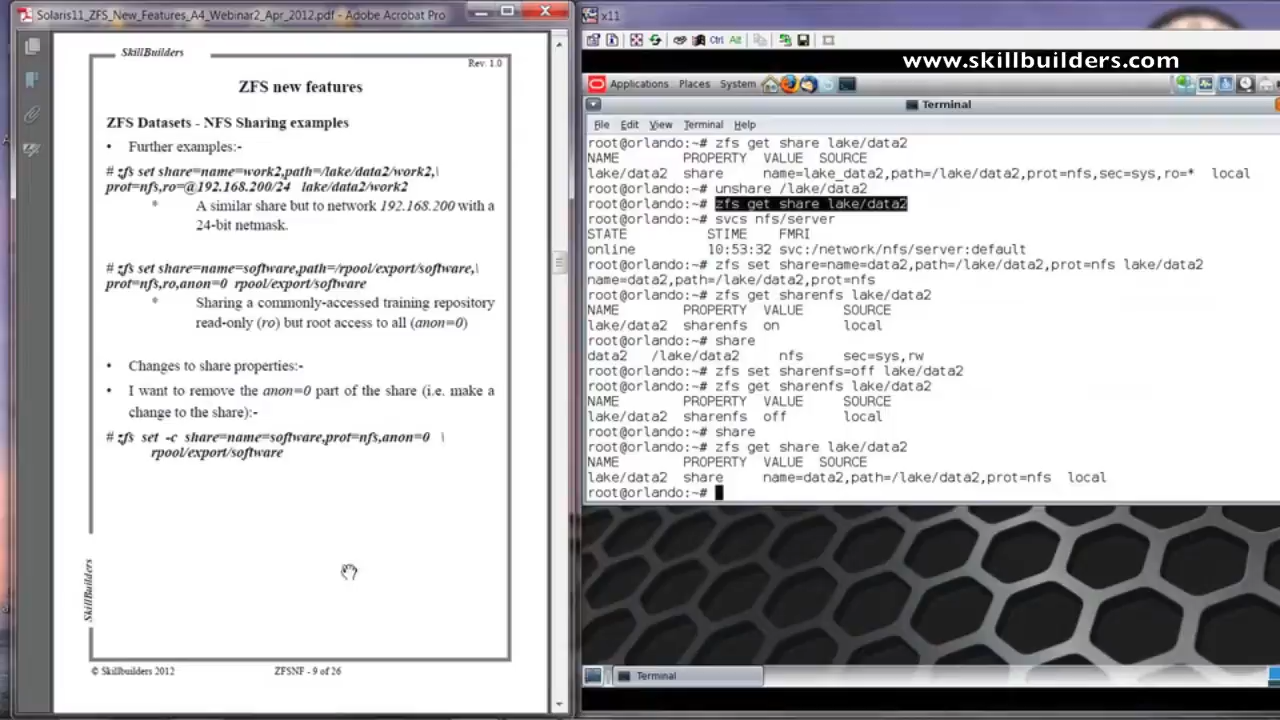 Solaris11_ZFS_New_Features_A4_Webinar2_Apr_2012.pdf - Adobe Acrobat Pro
SkillBuilders
Rev. 1.0
ZFS new features
ZFS Datasets - NFS Sharing examples
• Further examples:-
# zfs set share=name=work2,path=/lake/data2/work2,\
prot=nfs,ro=@192.168.200/24 lake/data2/work2
* A similar share but to network 192.168.200 with a
24-bit netmask.
# zfs set share=name=software,path=/rpool/export/software,\
prot=nfs,ro,anon=0 rpool/export/software
* Sharing a commonly-accessed training repository
read-only (ro) but root access to all (anon=0)
• Changes to share properties:-
• I want to remove the anon=0 part of the share (i.e. make a
change to the share):-
# zfs set -c share=name=software,prot=nfs,anon=0 \
rpool/export/software
SkillBuilders
© Skillbuilders 2012
ZFSNF - 9 of 26
x11
Ctrl Alt
www.skillbuilders.com
Applications Places System
Terminal
File Edit View Terminal Help
root@orlando:~# zfs get share lake/data2
NAME PROPERTY VALUE SOURCE
lake/data2 share name=lake_data2,path=/lake/data2,prot=nfs,sec=sys,ro=* local
root@orlando:~# unshare /lake/data2
root@orlando:~# zfs get share lake/data2
root@orlando:~# svcs nfs/server
STATE STIME FMRI
online 10:53:32 svc:/network/nfs/server:default
root@orlando:~# zfs set share=name=data2,path=/lake/data2,prot=nfs lake/data2
name=data2,path=/lake/data2,prot=nfs
root@orlando:~# zfs get sharenfs lake/data2
NAME PROPERTY VALUE SOURCE
lake/data2 sharenfs on local
root@orlando:~# share
data2 /lake/data2 nfs sec=sys,rw
root@orlando:~# zfs set sharenfs=off lake/data2
root@orlando:~# zfs get sharenfs lake/data2
NAME PROPERTY VALUE SOURCE
lake/data2 sharenfs off local
root@orlando:~# share
root@orlando:~# zfs get share lake/data2
NAME PROPERTY VALUE SOURCE
lake/data2 share name=data2,path=/lake/data2,prot=nfs local
root@orlando:~#
Terminal